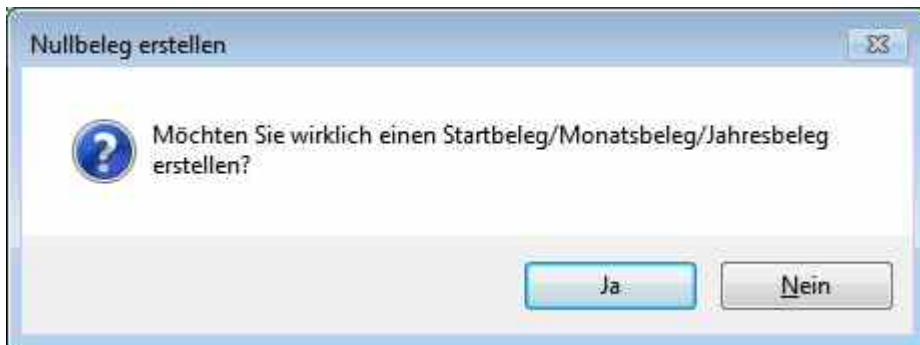 Nullbeleg erstellen
Möchten Sie wirklich einen Startbeleg/Monatsbeleg/Jahresbeleg
erstellen?
Ja
Nein